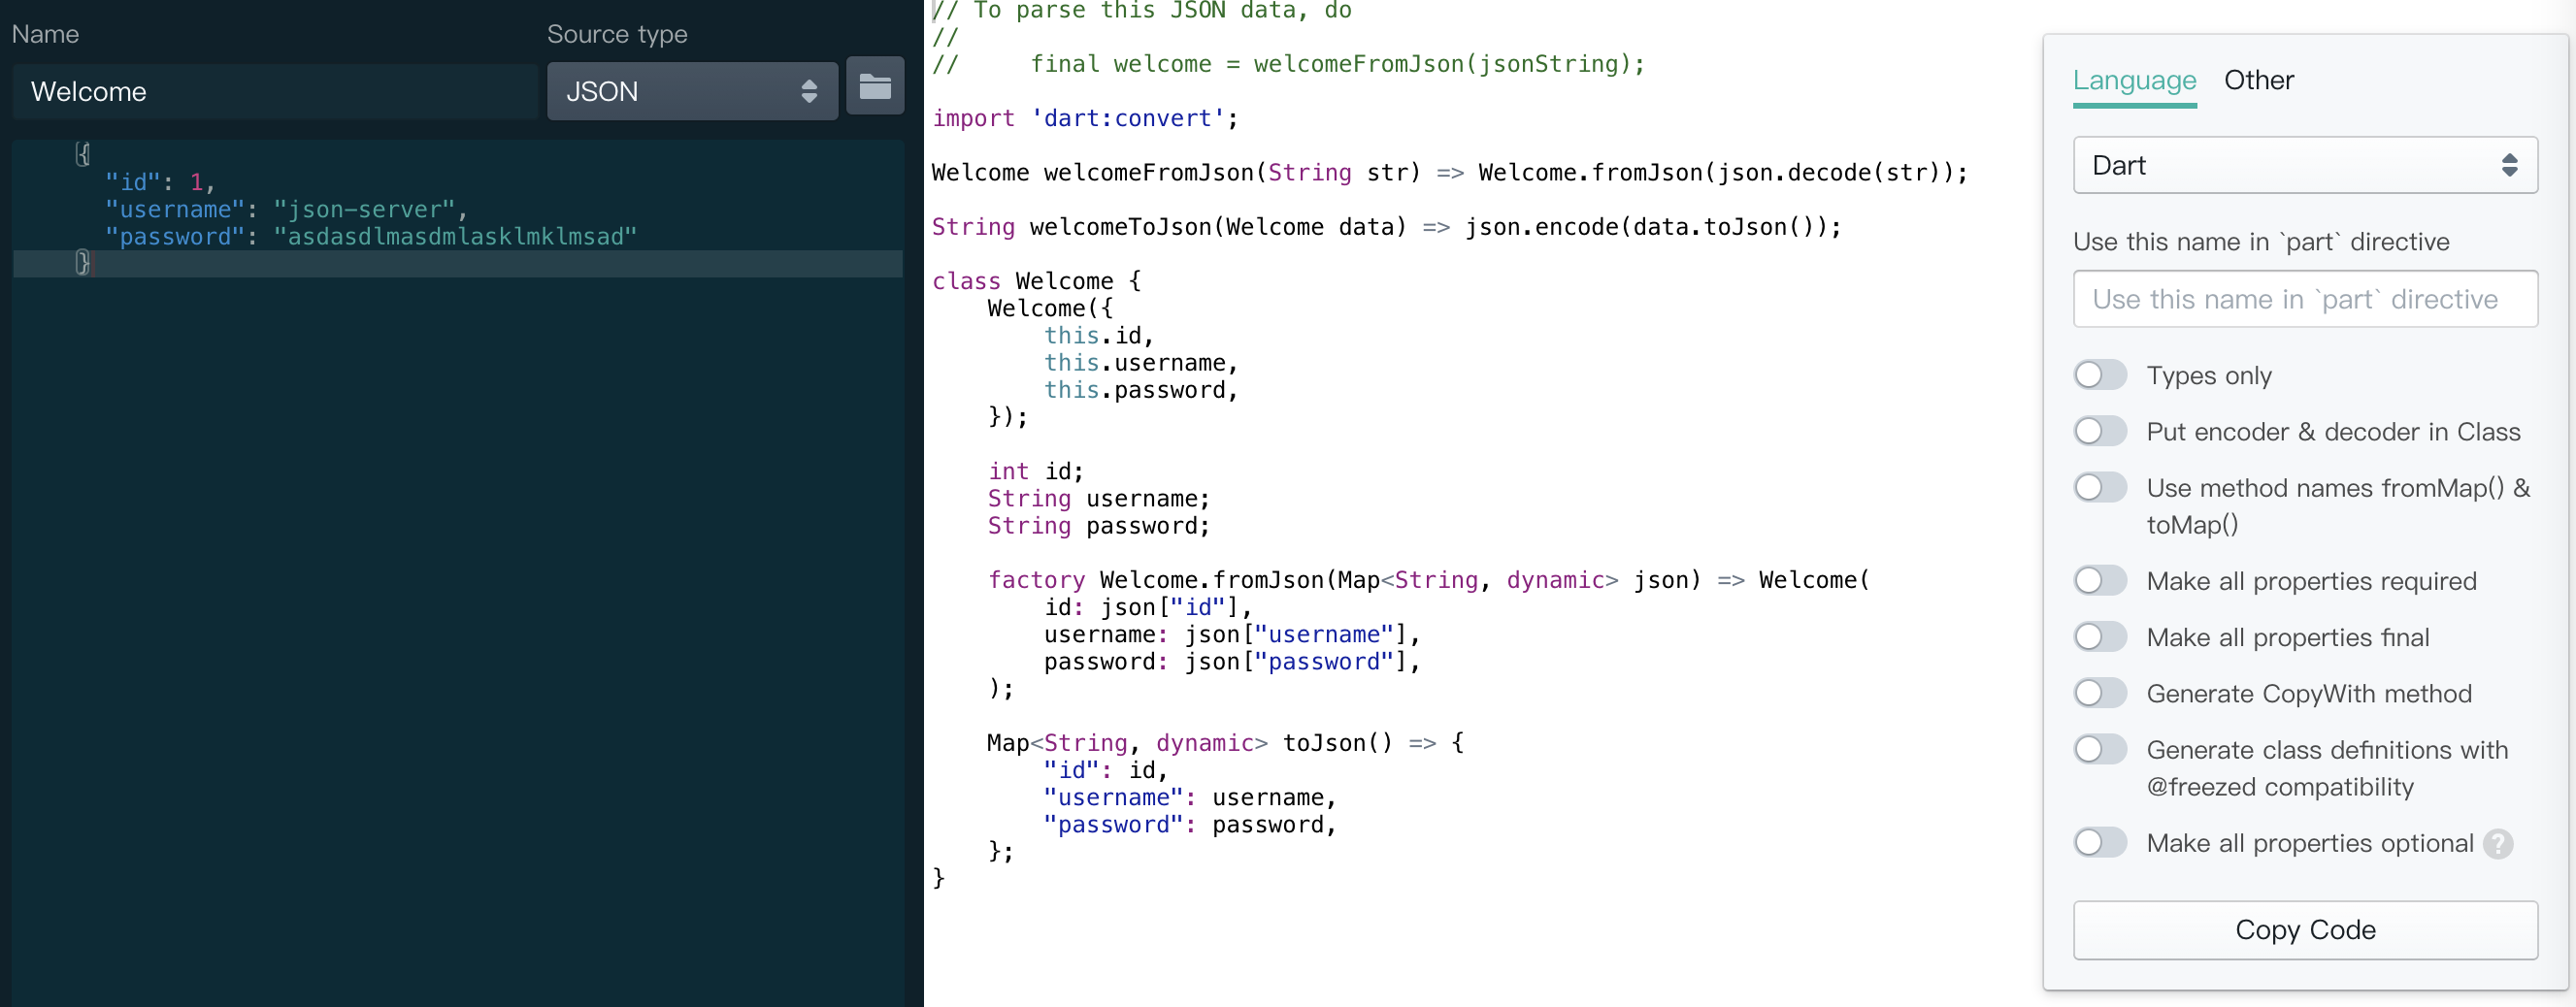 Name
Source type
Welcome
JSON
{
"id": 1,
"username": "json-server",
"password": "asdasdlmasdmlasklmklmsad"
}
// To parse this JSON data, do
//
//     final welcome = welcomeFromJson(jsonString);
import 'dart:convert';
Welcome welcomeFromJson(String str) => Welcome.fromJson(json.decode(str));
String welcomeToJson(Welcome data) => json.encode(data.toJson());
class Welcome {
    Welcome({
        this.id,
        this.username,
        this.password,
    });
    int id;
    String username;
    String password;
    factory Welcome.fromJson(Map<String, dynamic> json) => Welcome(
        id: json["id"],
        username: json["username"],
        password: json["password"],
    );
    Map<String, dynamic> toJson() => {
        "id": id,
        "username": username,
        "password": password,
    };
}
Language Other
Dart
Use this name in `part` directive
Use this name in `part` directive
Types only
Put encoder & decoder in Class
Use method names fromMap() &
toMap()
Make all properties required
Make all properties final
Generate CopyWith method
Generate class definitions with
@freezed compatibility
Make all properties optional ?
Copy Code